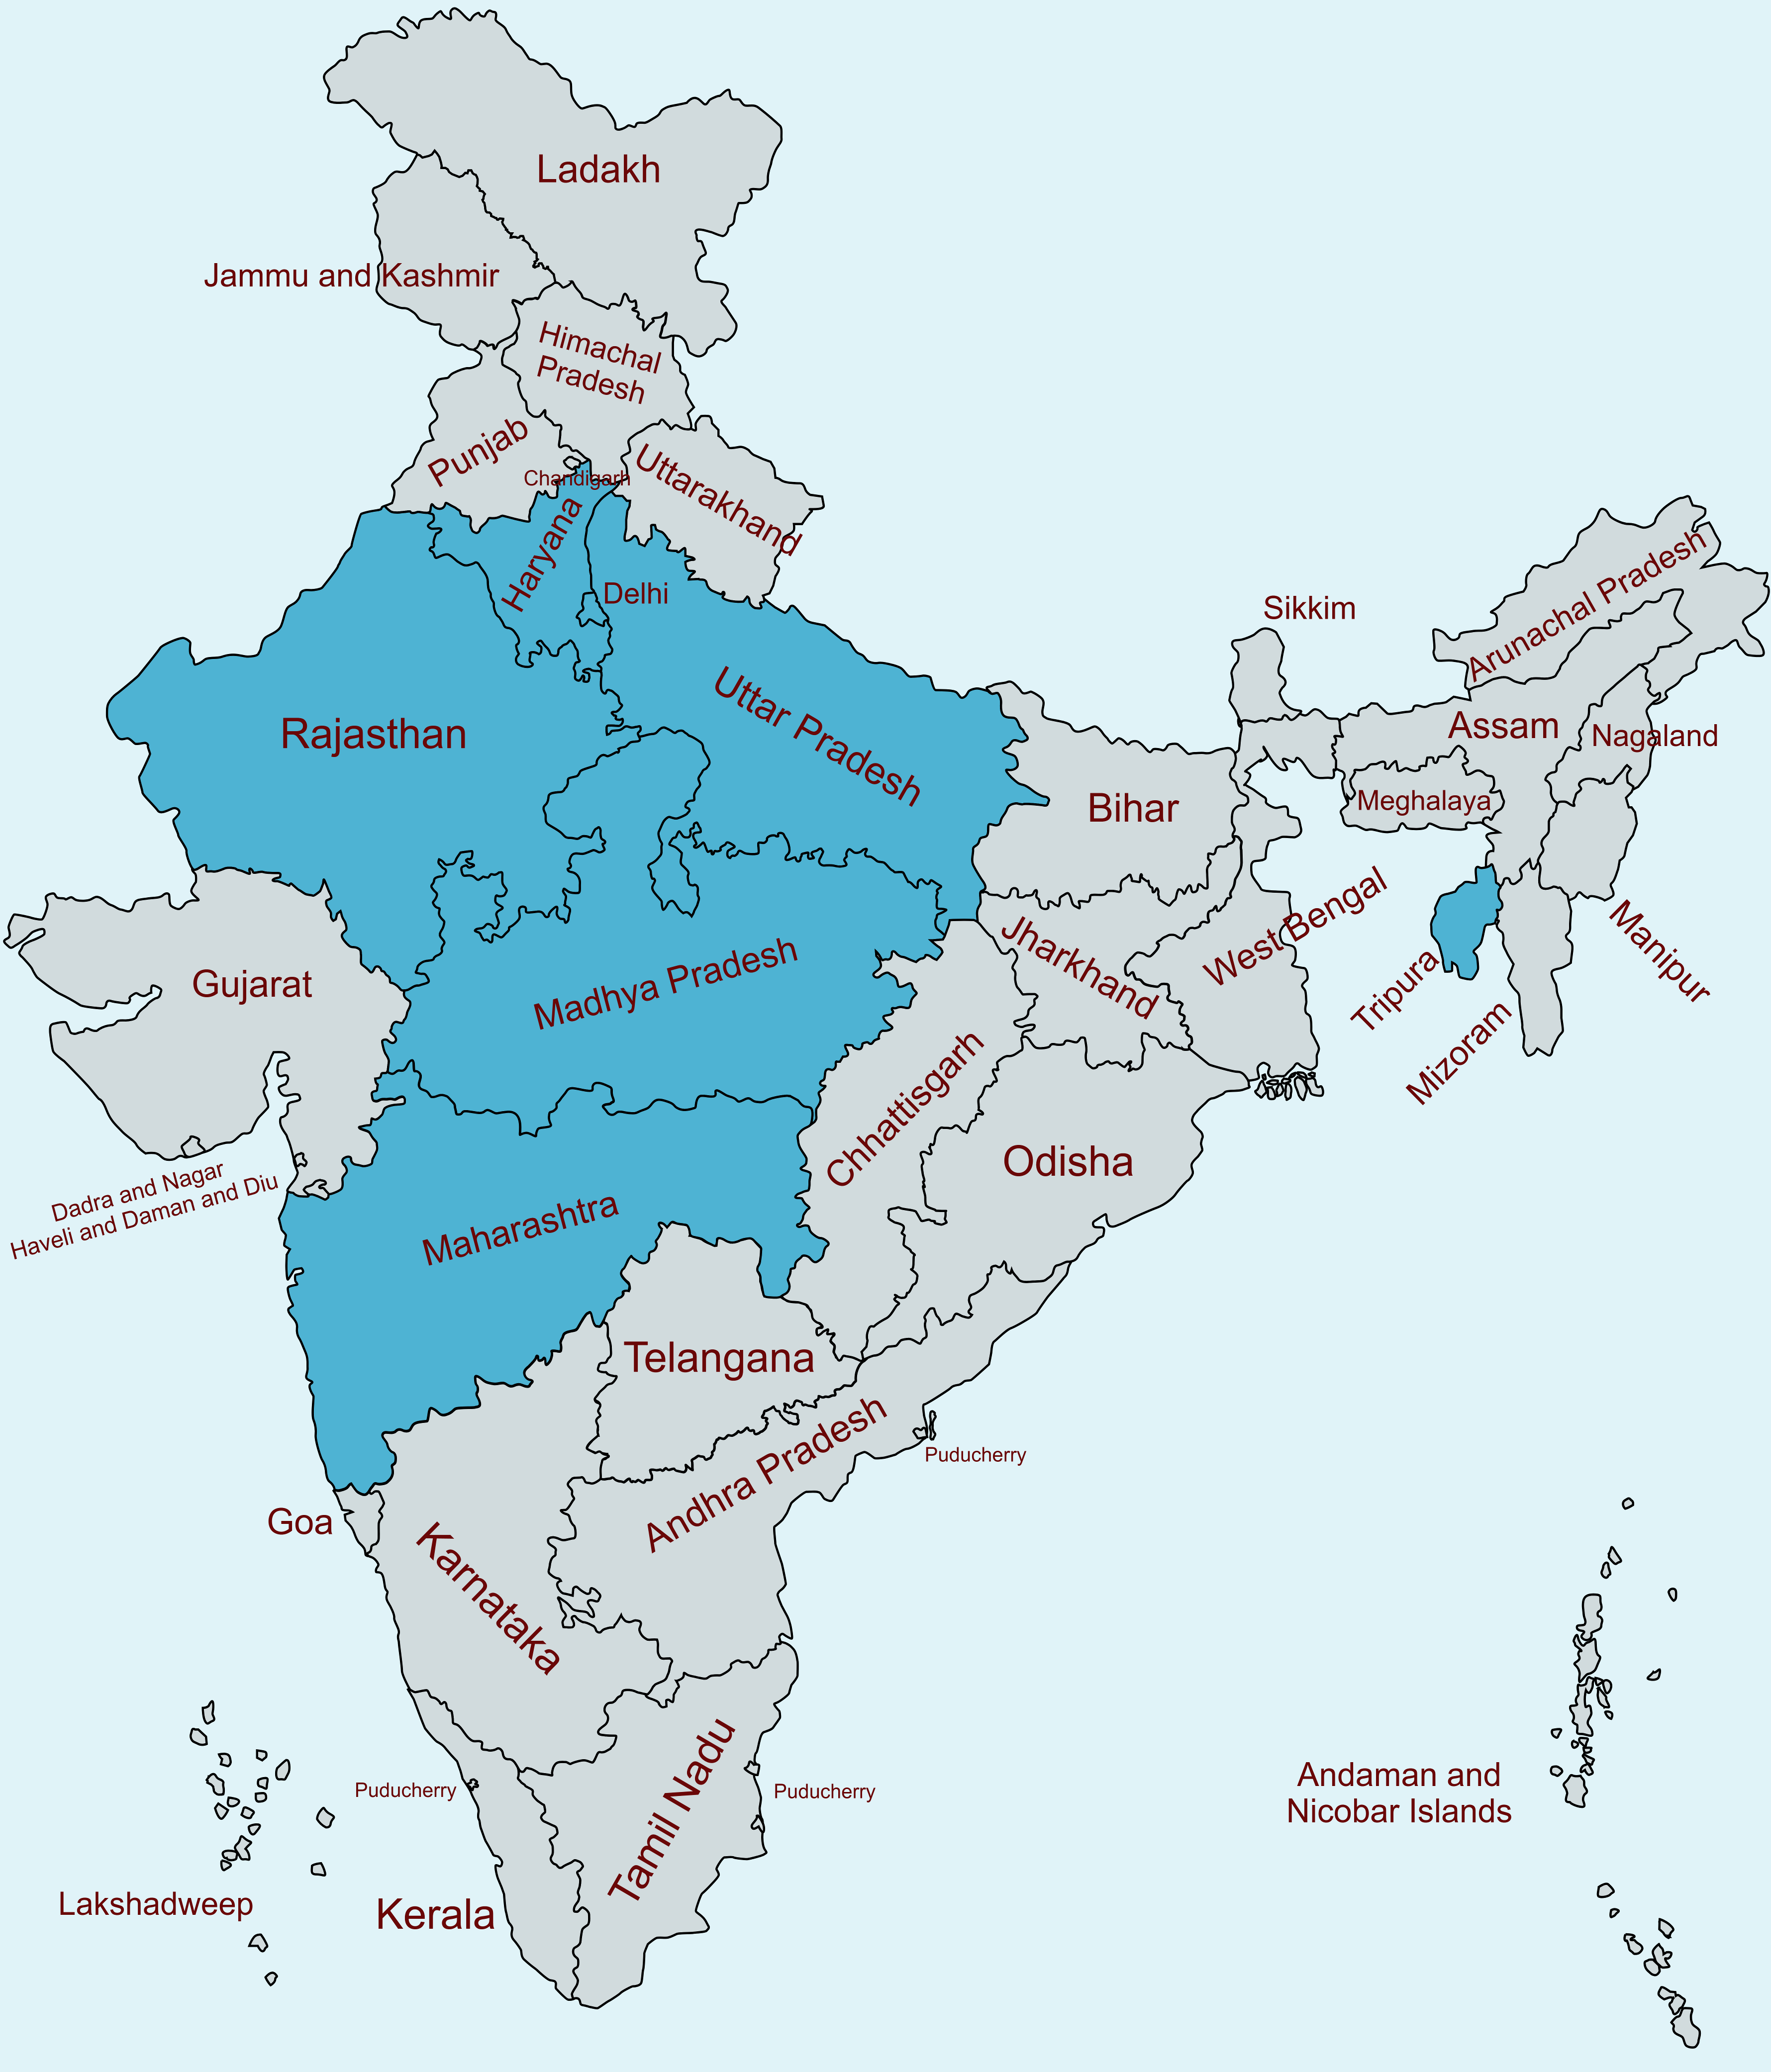 Ladakh
Jammu and Kashmir
Himachal
Pradesh
Punjab
Chandigarh
Uttarakhand
Haryana
Delhi
Arunachal Pradesh
Sikkim
Rajasthan
Uttar Pradesh
Assam
Nagaland
Bihar
Meghalaya
Gujarat
Madhya Pradesh
Jharkhand
West Bengal
Tripura
Manipur
Mizoram
Chhattisgarh
Odisha
Dadra and Nagar
Haveli and Daman and Diu
Maharashtra
Telangana
Andhra Pradesh
Puducherry
Goa
Karnataka
Puducherry
Tamil Nadu
Puducherry
Andaman and
Nicobar Islands
Lakshadweep
Kerala